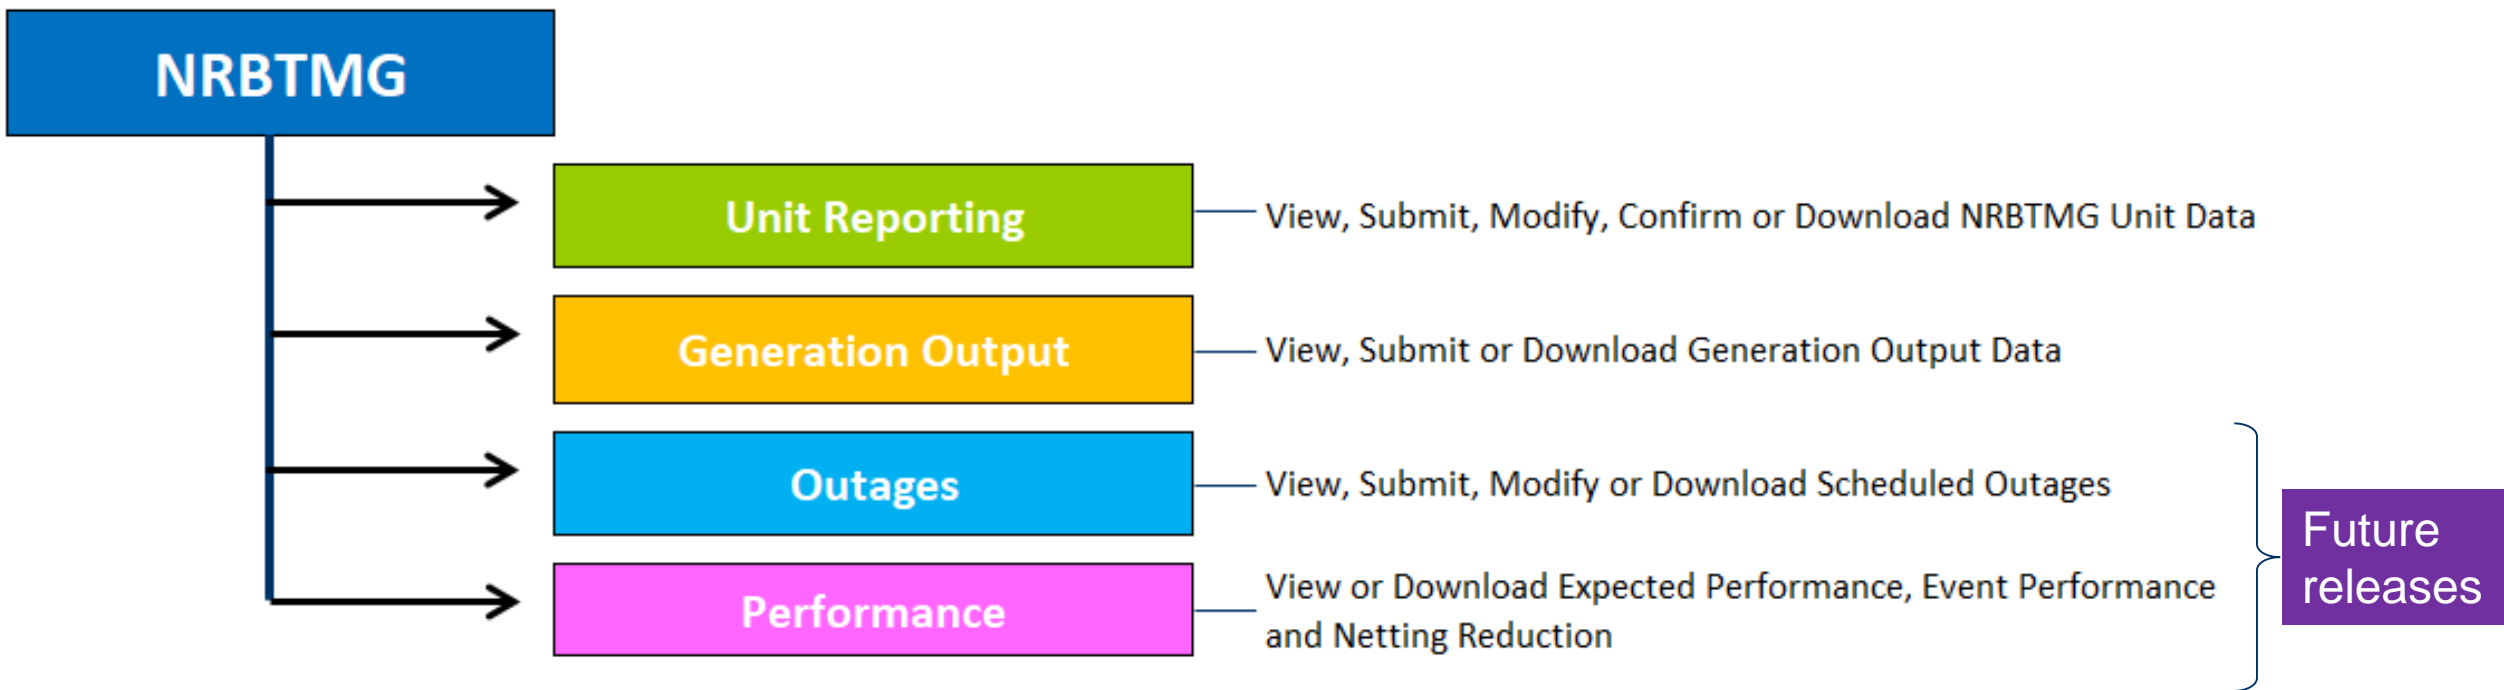 NRBTMG
Unit Reporting
View, Submit, Modify, Confirm or Download NRBTMG Unit Data
Generation Output
View, Submit or Download Generation Output Data
Outages
View, Submit, Modify or Download Scheduled Outages
Performance
View or Download Expected Performance, Event Performance
and Netting Reduction
Future
releases